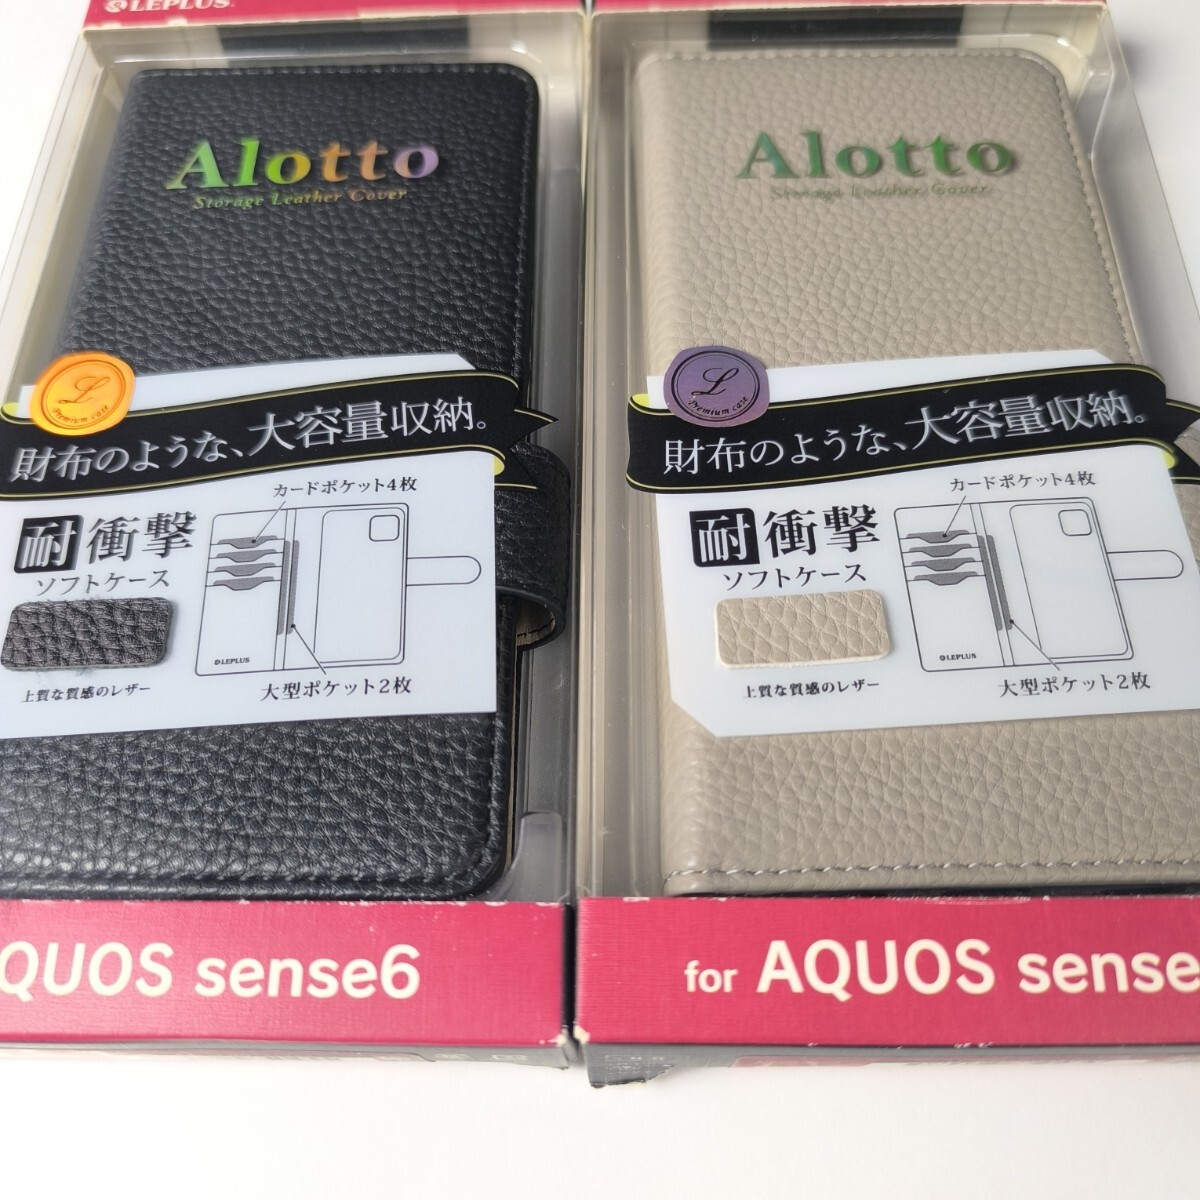 LEPLUS
Alotto
Storage Leather Cover
L
Premium case
財布のような、大容量収納。
カードポケット4枚
耐衝撃
ソフトケース
LEPLUS
上質な質感のレザー
大型ポケット2枚
QUOS sense6
Alotto
Storage Leather Cover
L
Premium case
財布のような、大容量収納。
カードポケット4枚
耐衝撃
ソフトケース
LEPLUS
上質な質感のレザー
大型ポケット2枚
for AQUOS sense